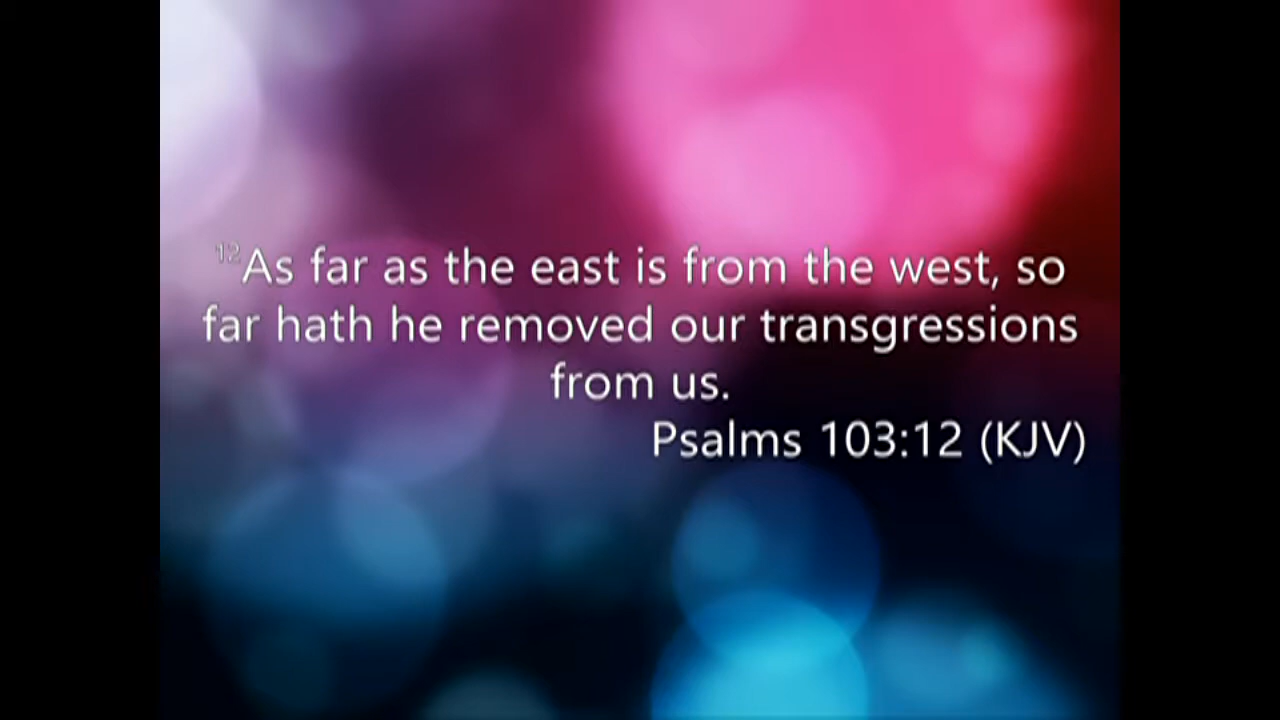 12As far as the east is from the west, so
far hath he removed our transgressions
from us.
Psalms 103:12 (KJV)